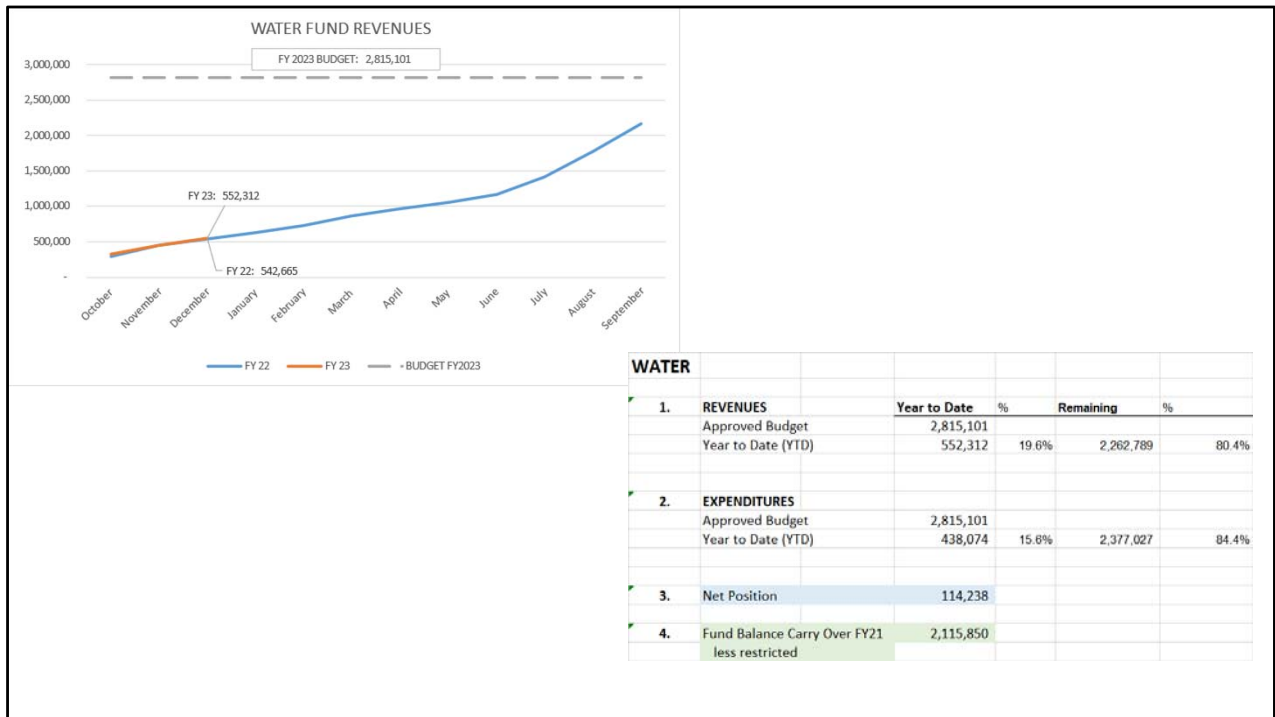 WATER FUND REVENUES
FY 2023 BUDGET: 2,815,101
3,000,000
2,500,000
2,000,000
1,500,000
1,000,000
500,000
-
FY 23: 552,312
FY 22: 542,665
October
November
December
January
February
March
April
May
June
July
August
September
FY 22
FY 23
BUDGET FY2023
WATER
1. REVENUES Year to Date % Remaining %
Approved Budget 2,815,101
Year to Date (YTD) 552,312 19.6% 2,262,789 80.4%
2. EXPENDITURES
Approved Budget 2,815,101
Year to Date (YTD) 438,074 15.6% 2,377,027 84.4%
3. Net Position 114,238
4. Fund Balance Carry Over FY21 2,115,850
less restricted